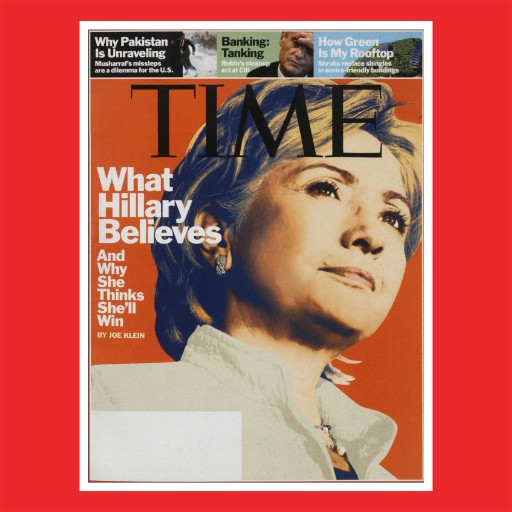 Why Pakistan
Is Unraveling
Musharraf's missteps
are a dilemma for the U.S.
Banking:
Tanking
Rubin's cleanup
act at Citi
How Green
Is My Rooftop
Shrubs replace shingles
in enviro-friendly buildings
TIME
What
Hillary
Believes
And
Why
She
Thinks
She'll
Win
BY JOE KLEIN